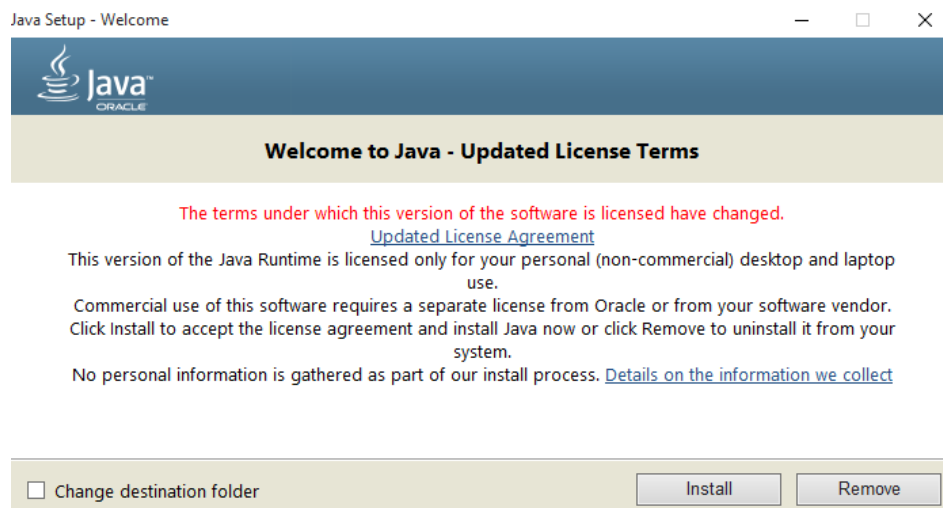 Java Setup - Welcome
Java™
ORACLE
Welcome to Java - Updated License Terms
The terms under which this version of the software is licensed have changed.
Updated License Agreement
This version of the Java Runtime is licensed only for your personal (non-commercial) desktop and laptop
use.
Commercial use of this software requires a separate license from Oracle or from your software vendor.
Click Install to accept the license agreement and install Java now or click Remove to uninstall it from your
system.
No personal information is gathered as part of our install process. Details on the information we collect
Change destination folder
Install
Remove